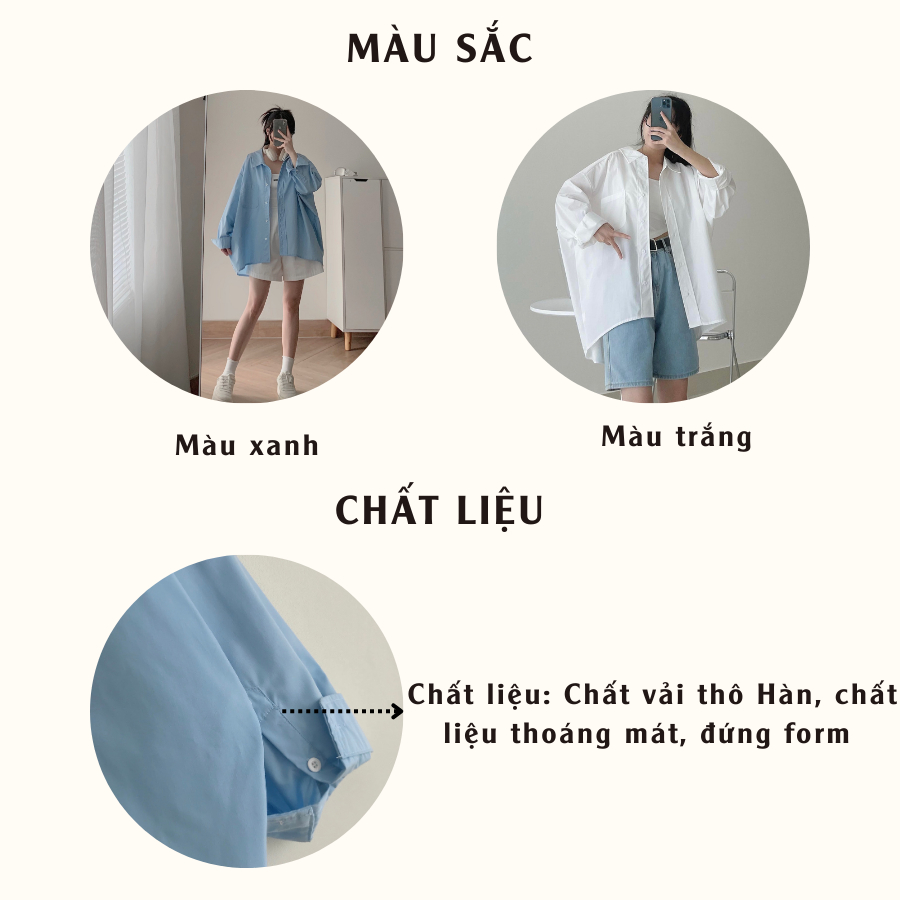 MÀU SẮC
Màu xanh
Màu trắng
CHẤT LIỆU
Chất liệu: Chất vải thô Hàn, chất
liệu thoáng mát, đứng form